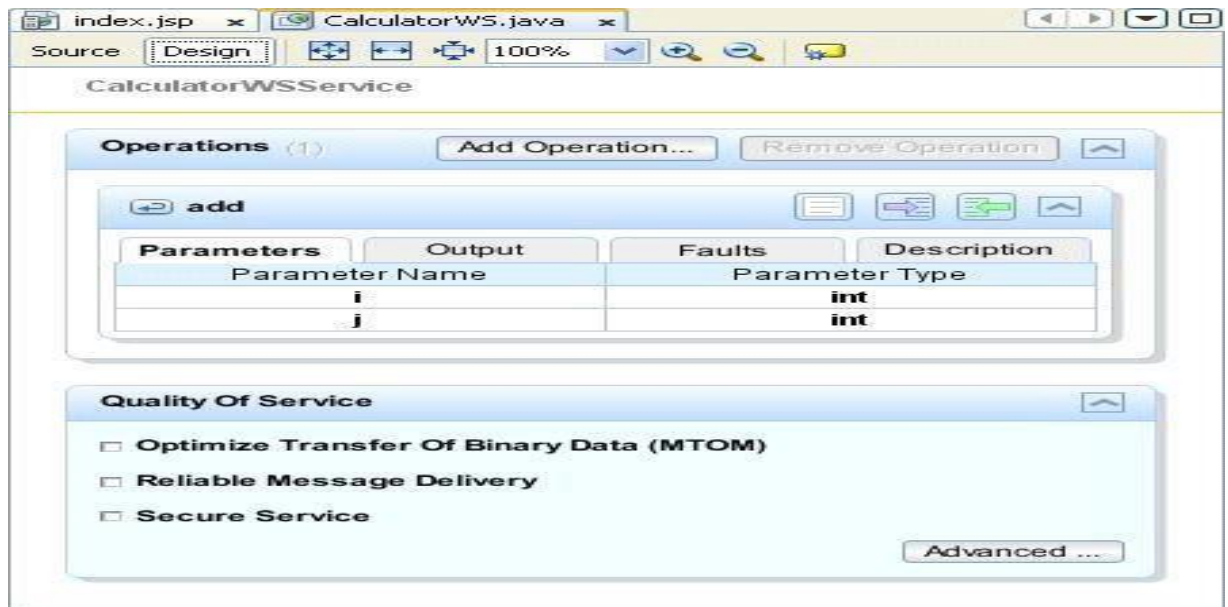 index.jsp x CalculatorWS.java x
Source Design 100%
CalculatorWSService
Operations (1) Add Operation... Remove Operation
add
Parameters Output Faults Description
Parameter Name Parameter Type
i int
j int
Quality Of Service
Optimize Transfer Of Binary Data (MTOM)
Reliable Message Delivery
Secure Service
Advanced ...